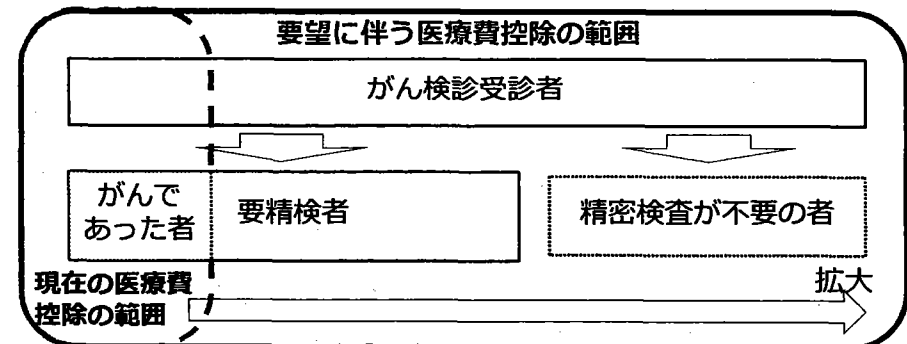 要望に伴う医療費控除の範囲
がん検診受診者
がんで
あった者
要精検者
精密検査が不要の者
現在の医療費
控除の範囲
拡大